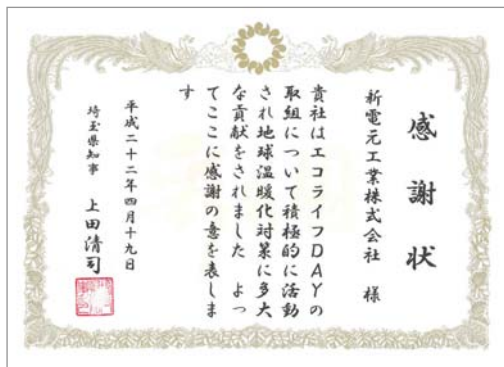 感謝状
新電元工業株式会社 様
貴社はエコライフDAYの
取組について積極的に活動
され地球温暖化対策に多大
な貢献をされました よっ
てここに感謝の意を表しま
す
平成二十二年四月十九日
埼玉県知事 上田清司